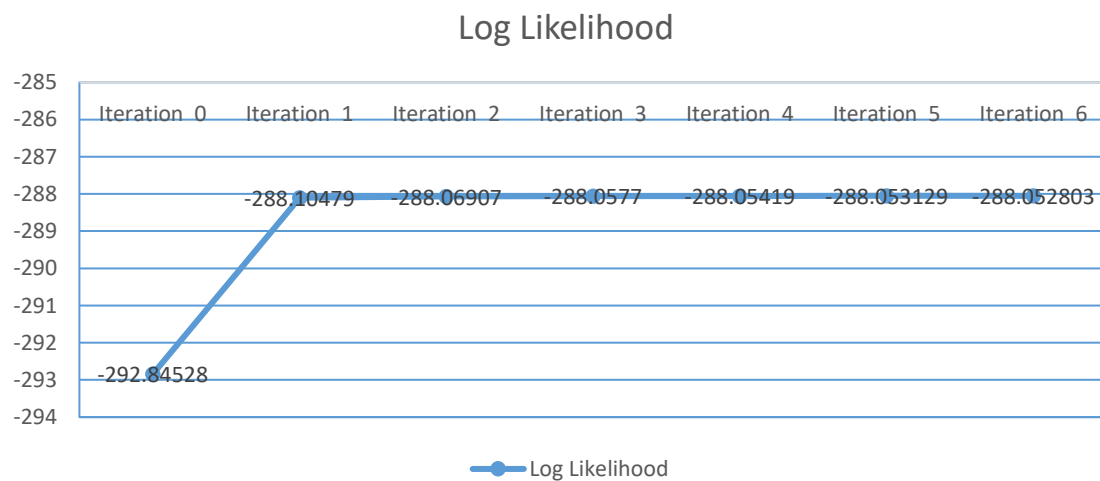 Log Likelihood
-285
Iteration 0 Iteration 1 Iteration 2 Iteration 3 Iteration 4 Iteration 5 Iteration 6
-286
-287
-288
-288.10479 -288.06907 -288.0577 -288.05419 -288.053129 -288.052803
-289
-290
-291
-292
-292.84528
-293
-294
Log Likelihood